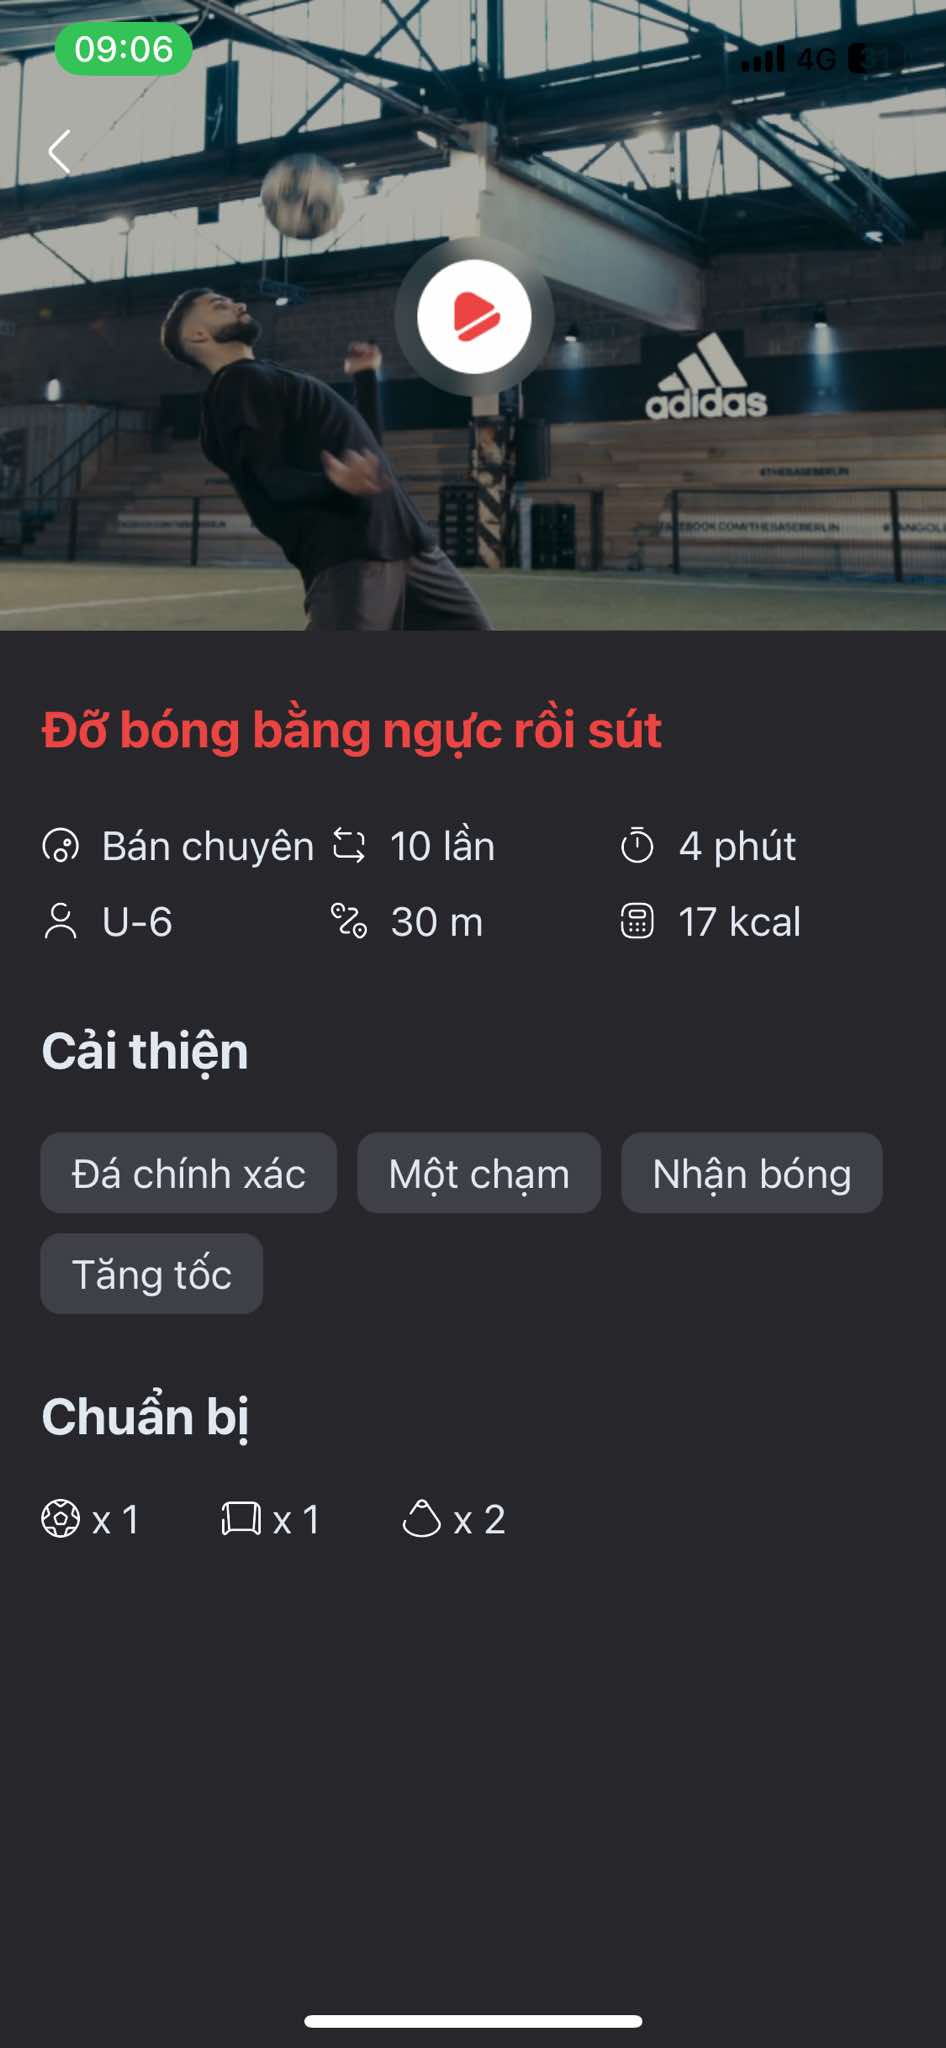 09:06
4G 31
adidas
#THEBASEBERLIN
FACEBOOK.COM/THEBASEBERLIN
Đỡ bóng bằng ngực rồi sút
Bán chuyên 10 lần 4 phút
U-6 30 m 17 kcal
Cải thiện
Đá chính xác Một chạm Nhận bóng
Tăng tốc
Chuẩn bị
x 1 x 1 x 2